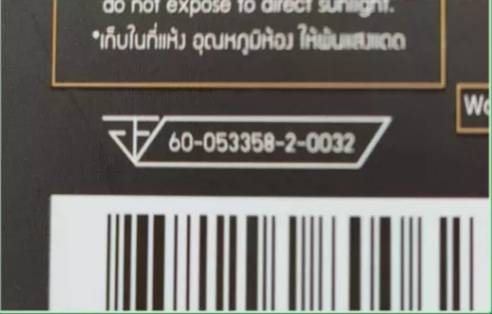 do not expose to direct sunlight.
*เก็บในที่แห้ง อุณหภูมิห้อง ให้พ้นแสงแดด
60-053358-2-0032